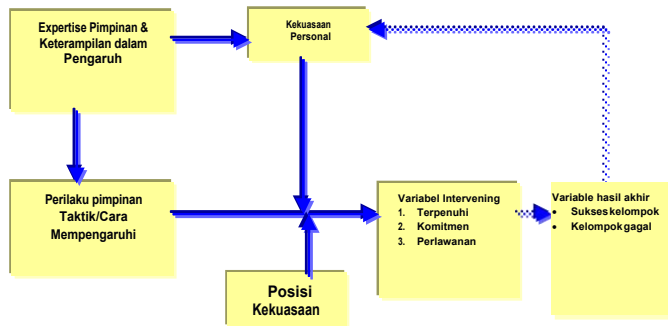 Expertise Pimpinan &
Keterampilan dalam
Pengaruh
Kekuasaan
Personal
Perilaku pimpinan
Taktik/Cara
Mempengaruhi
Variabel Intervening
1. Terpenuhi
2. Komitmen
3. Perlawanan
Variable hasil akhir
• Sukses kelompok
• Kelompok gagal
Posisi
Kekuasaan